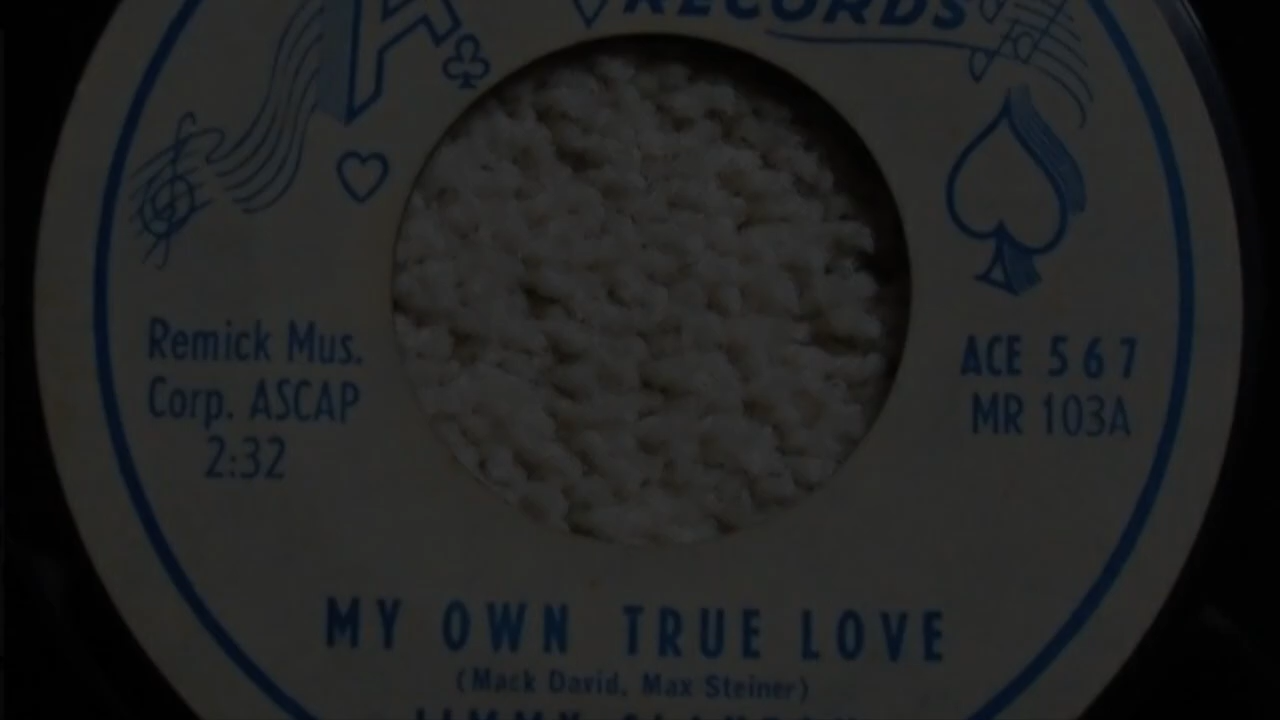 RECORDS
Remick Mus.
Corp. ASCAP
2:32
ACE 567
MR 103A
MY OWN TRUE LOVE
(Mack David, Max Steiner)